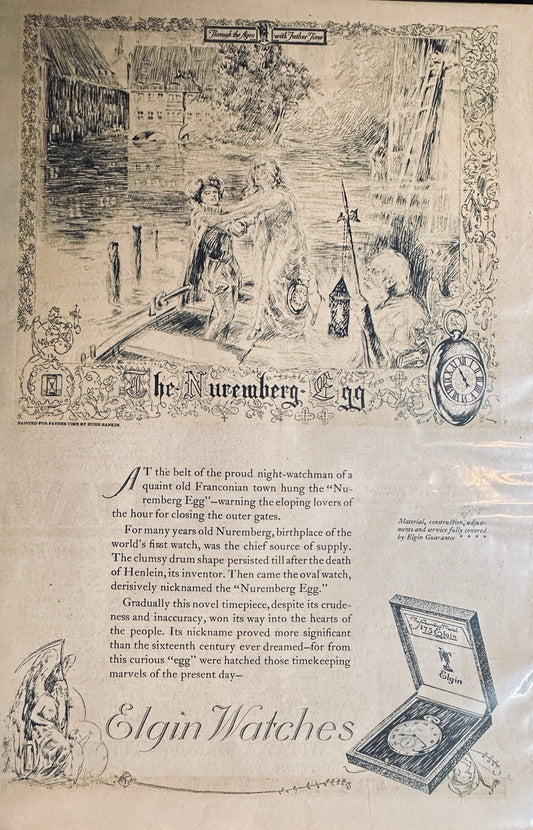 Through the Ages with Father Time
The Nuremberg Egg
PAINTED FOR FATHER TIME BY HUGH RANKIN
AT the belt of the proud night-watchman of a
quaint old Franconian town hung the “Nu-
remberg Egg”—warning the eloping lovers of
the hour for closing the outer gates.
For many years old Nuremberg, birthplace of the
world's first watch, was the chief source of supply.
The clumsy drum shape persisted till after the death
of Henlein, its inventor. Then came the oval watch,
derisively nicknamed the “Nuremberg Egg.”
Gradually this novel timepiece, despite its crude-
ness and inaccuracy, won its way into the hearts of
the people. Its nickname proved more significant
than the sixteenth century ever dreamed—for from
this curious “egg” were hatched those timekeeping
marvels of the present day—
Elgin Watches
Material, construction, adjust-
ments and service fully covered
by Elgin Guarantee
Elgin
Elgin